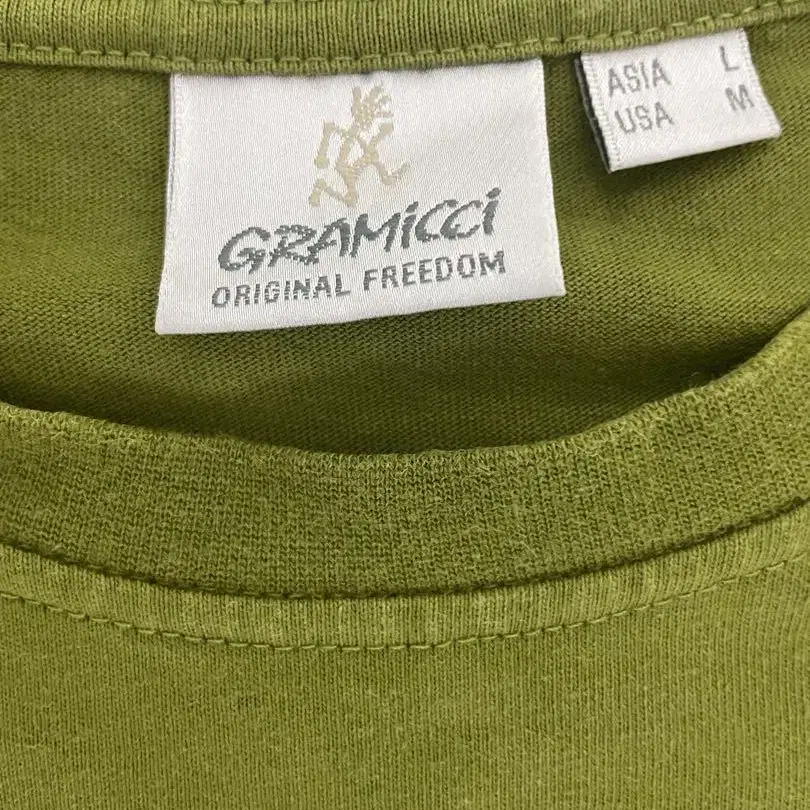 GRAMiCCi
ORIGINAL FREEDOM
ASIA L
USA M